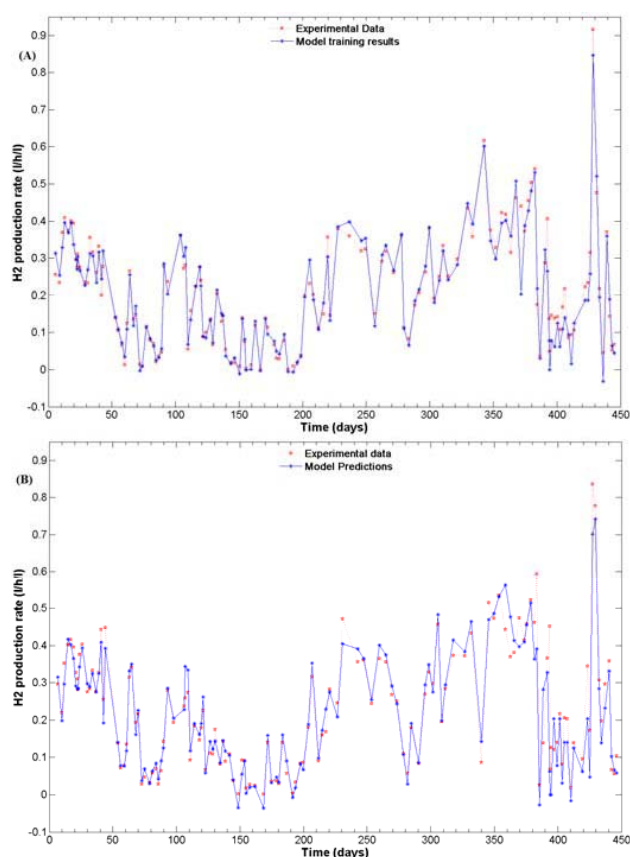 (A)
Experimental Data
Model training results
H2 production rate (l/h/l)
0.9
0.8
0.7
0.6
0.5
0.4
0.3
0.2
0.1
0
-0.1
0 50 100 150 200 250 300 350 400 450
Time (days)
(B)
Experimental data
Model Predictions
H2 production rate (l/h/l)
0.9
0.8
0.7
0.6
0.5
0.4
0.3
0.2
0.1
0
-0.1
0 50 100 150 200 250 300 350 400 450
Time (days)